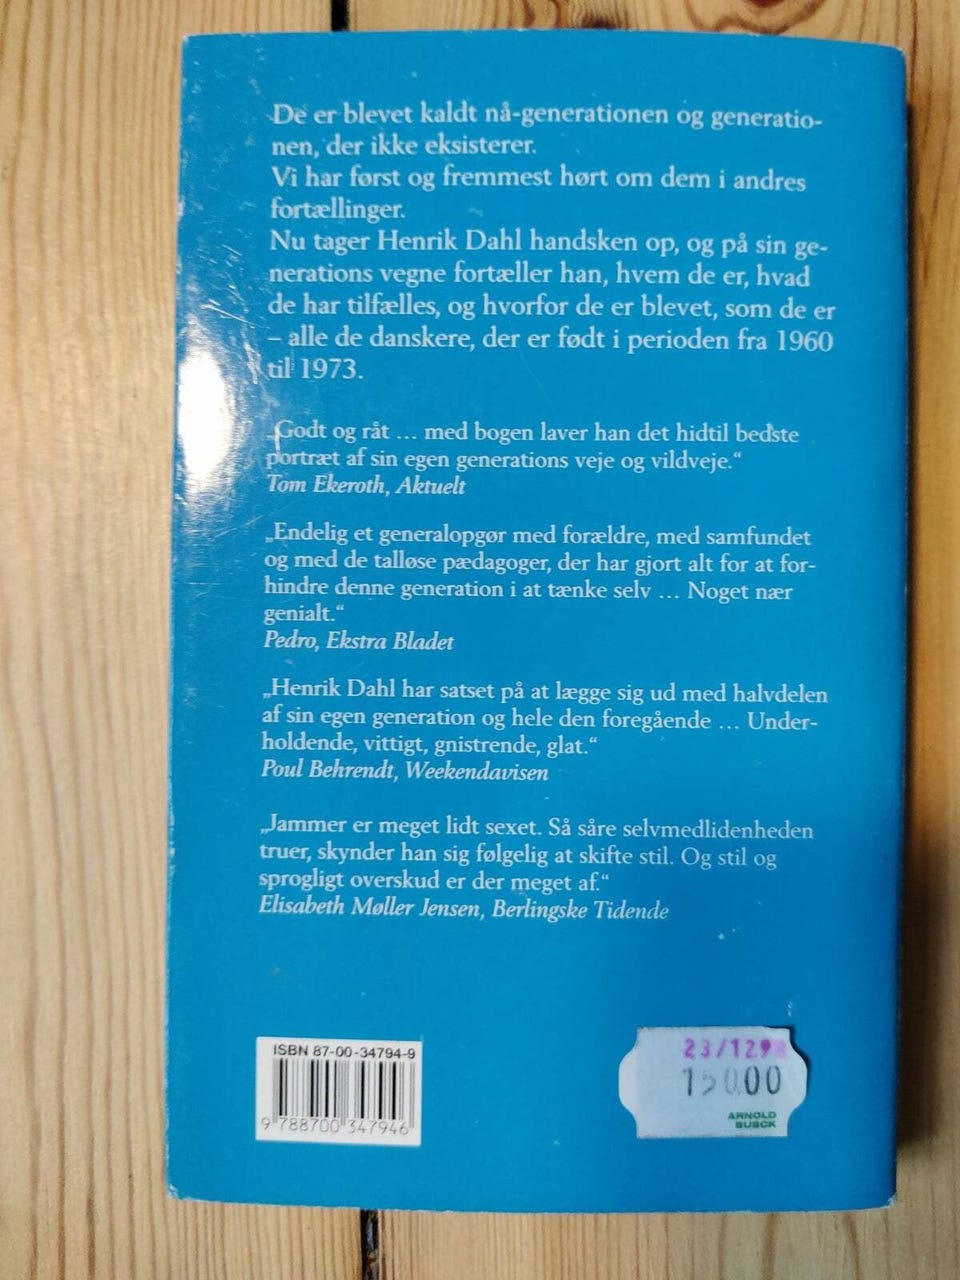 De er blevet kaldt nå-generationen og generatio-
nen, der ikke eksisterer.
Vi har først og fremmest hørt om dem i andres
fortællinger.
Nu tager Henrik Dahl handsken op, og på sin ge-
nerations vegne fortæller han, hvem de er, hvad
de har tilfælles, og hvorfor de er blevet, som de er
– alle de danskere, der er født i perioden fra 1960
til 1973.
„Godt og råt … med bogen laver han det hidtil bedste
portræt af sin egen generations veje og vildveje.“
Tom Ekeroth, Aktuelt
„Endelig et generalopgør med forældre, med samfundet
og med de talløse pædagoger, der har gjort alt for at for-
hindre denne generation i at tænke selv … Noget nær
genialt.“
Pedro, Ekstra Bladet
„Henrik Dahl har satset på at lægge sig ud med halvdelen
af sin egen generation og hele den foregående … Under-
holdende, vittigt, gnistrende, glat.“
Poul Behrendt, Weekendavisen
„Jammer er meget lidt sexet. Så såre selvmedlidenheden
truer, skynder han sig følgelig at skifte stil. Og stil og
sprogligt overskud er der meget af.“
Elisabeth Møller Jensen, Berlingske Tidende
ISBN 87-00-34794-9
9 788700 347946
23/1298
150.00
ARNOLD
BUSCK